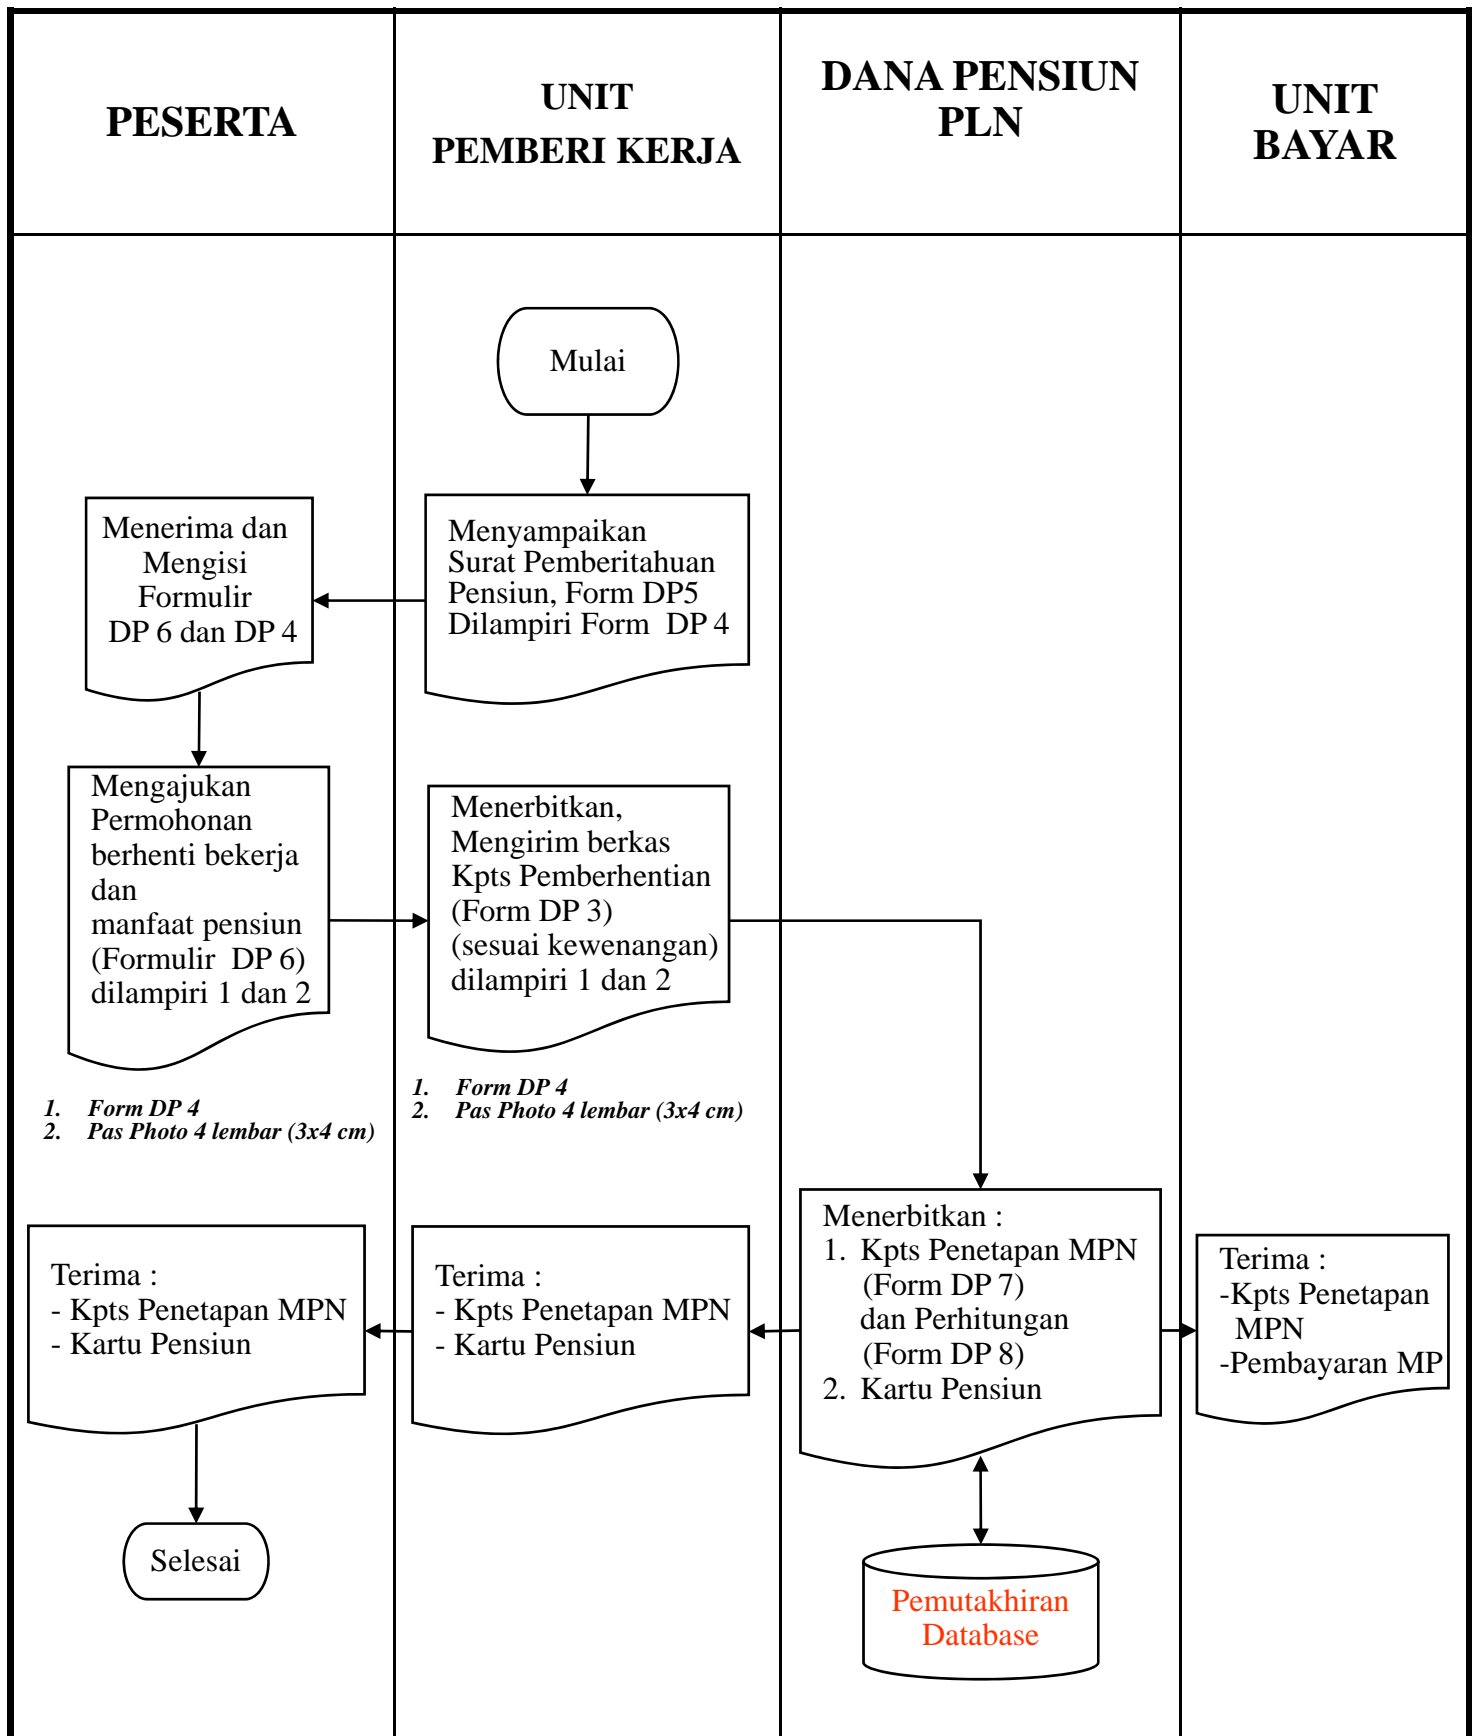 PESERTA
UNIT
PEMBERI KERJA
DANA PENSIUN
PLN
UNIT
BAYAR
Mulai
Menyampaikan
Surat Pemberitahuan
Pensiun, Form DP5
Dilampiri Form DP 4
Menerima dan
Mengisi
Formulir
DP 6 dan DP 4
Mengajukan
Permohonan
berhenti bekerja
dan
manfaat pensiun
(Formulir DP 6)
dilampiri 1 dan 2
1. Form DP 4
2. Pas Photo 4 lembar (3x4 cm)
Menerbitkan,
Mengirim berkas
Kpts Pemberhentian
(Form DP 3)
(sesuai kewenangan)
dilampiri 1 dan 2
1. Form DP 4
2. Pas Photo 4 lembar (3x4 cm)
Menerbitkan :
1. Kpts Penetapan MPN
(Form DP 7)
dan Perhitungan
(Form DP 8)
2. Kartu Pensiun
Terima :
- Kpts Penetapan MPN
- Kartu Pensiun
Terima :
- Kpts Penetapan MPN
- Kartu Pensiun
Terima :
-Kpts Penetapan
MPN
-Pembayaran MP
Selesai
Pemutakhiran
Database